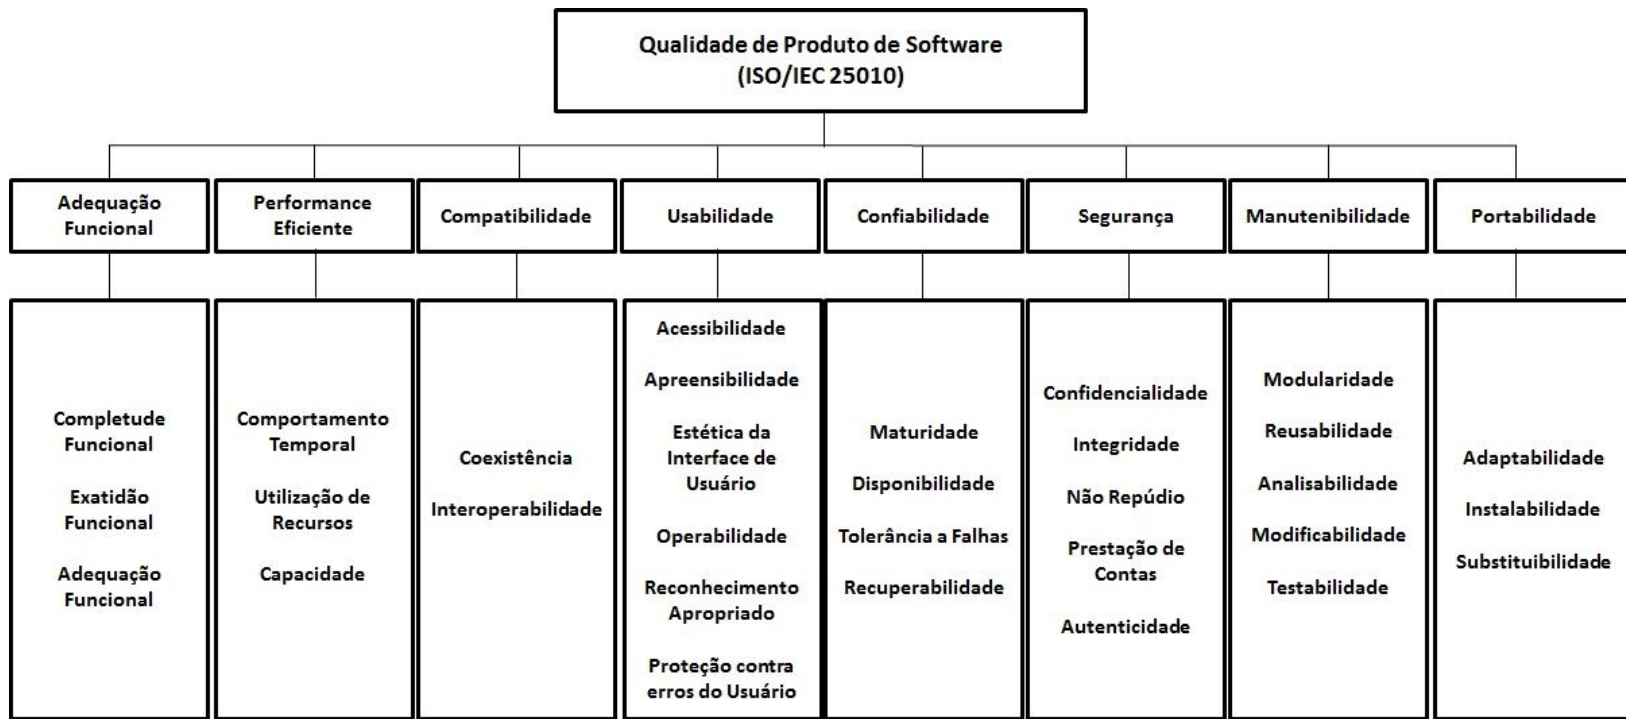 Qualidade de Produto de Software
(ISO/IEC 25010)
Adequação
Funcional
Performance
Eficiente
Compatibilidade
Usabilidade
Confiabilidade
Segurança
Manutenibilidade
Portabilidade
Completude
Funcional
Exatidão
Funcional
Adequação
Funcional
Comportamento
Temporal
Utilização de
Recursos
Capacidade
Coexistência
Interoperabilidade
Acessibilidade
Apreensibilidade
Estética da
Interface de
Usuário
Operabilidade
Reconhecimento
Apropriado
Proteção contra
erros do Usuário
Maturidade
Disponibilidade
Tolerância a Falhas
Recuperabilidade
Confidencialidade
Integridade
Não Repúdio
Prestação de
Contas
Autenticidade
Modularidade
Reusabilidade
Analisabilidade
Modificabilidade
Testabilidade
Adaptabilidade
Instalabilidade
Substituibilidade